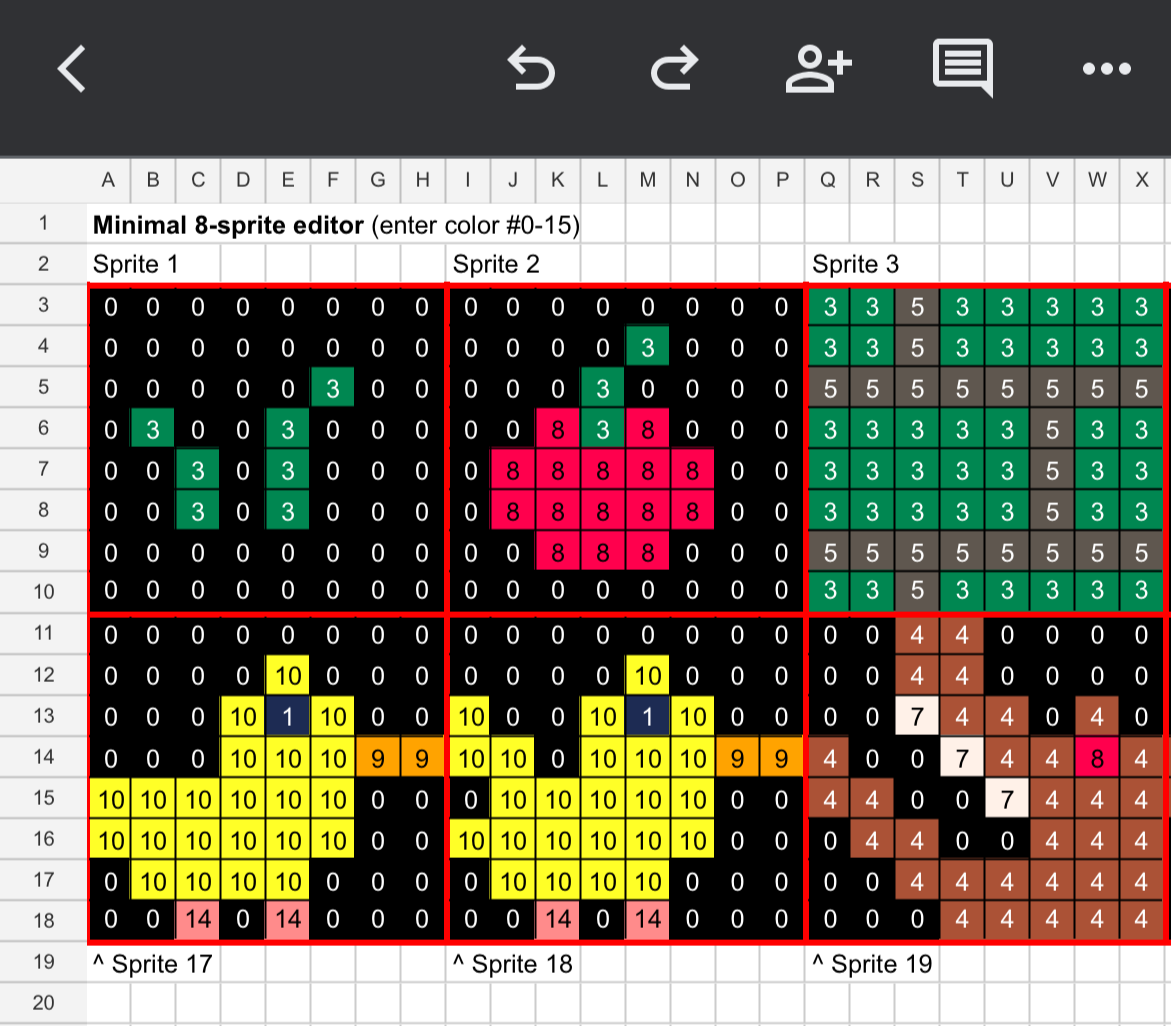 A B C D E F G H I J K L M N O P Q R S T U V W X
1 Minimal 8-sprite editor (enter color #0-15)
2 Sprite 1 Sprite 2 Sprite 3
3 0 0 0 0 0 0 0 0 0 0 0 0 0 0 0 0 3 3 5 3 3 3 3 3
4 0 0 0 0 0 0 0 0 0 0 0 0 3 0 0 0 3 3 5 3 3 3 3 3
5 0 0 0 0 0 3 0 0 0 0 0 3 0 0 0 0 5 5 5 5 5 5 5 5
6 0 3 0 0 3 0 0 0 0 0 8 3 8 0 0 0 3 3 3 3 3 5 3 3
7 0 0 3 0 3 0 0 0 0 8 8 8 8 8 0 0 3 3 3 3 3 5 3 3
8 0 0 3 0 3 0 0 0 0 8 8 8 8 8 0 0 3 3 3 3 3 5 3 3
9 0 0 0 0 0 0 0 0 0 0 8 8 8 0 0 0 5 5 5 5 5 5 5 5
10 0 0 0 0 0 0 0 0 0 0 0 0 0 0 0 0 3 3 5 3 3 3 3 3
11 0 0 0 0 0 0 0 0 0 0 0 0 0 0 0 0 0 0 4 4 0 0 0 0
12 0 0 0 0 10 0 0 0 0 0 0 0 10 0 0 0 0 0 4 4 0 0 0 0
13 0 0 0 10 1 10 0 0 10 0 0 10 1 10 0 0 0 0 7 4 4 0 4 0
14 0 0 0 10 10 10 9 9 10 10 0 10 10 10 9 9 4 0 0 7 4 4 8 4
15 10 10 10 10 10 10 0 0 0 10 10 10 10 10 0 0 4 4 0 0 7 4 4 4
16 10 10 10 10 10 10 0 0 10 10 10 10 10 10 0 0 0 4 4 0 0 4 4 4
17 0 10 10 10 10 0 0 0 0 10 10 10 10 0 0 0 0 0 4 4 4 4 4 4
18 0 0 14 0 14 0 0 0 0 0 14 0 14 0 0 0 0 0 0 4 4 4 4 4
19 ^ Sprite 17 ^ Sprite 18 ^ Sprite 19
20